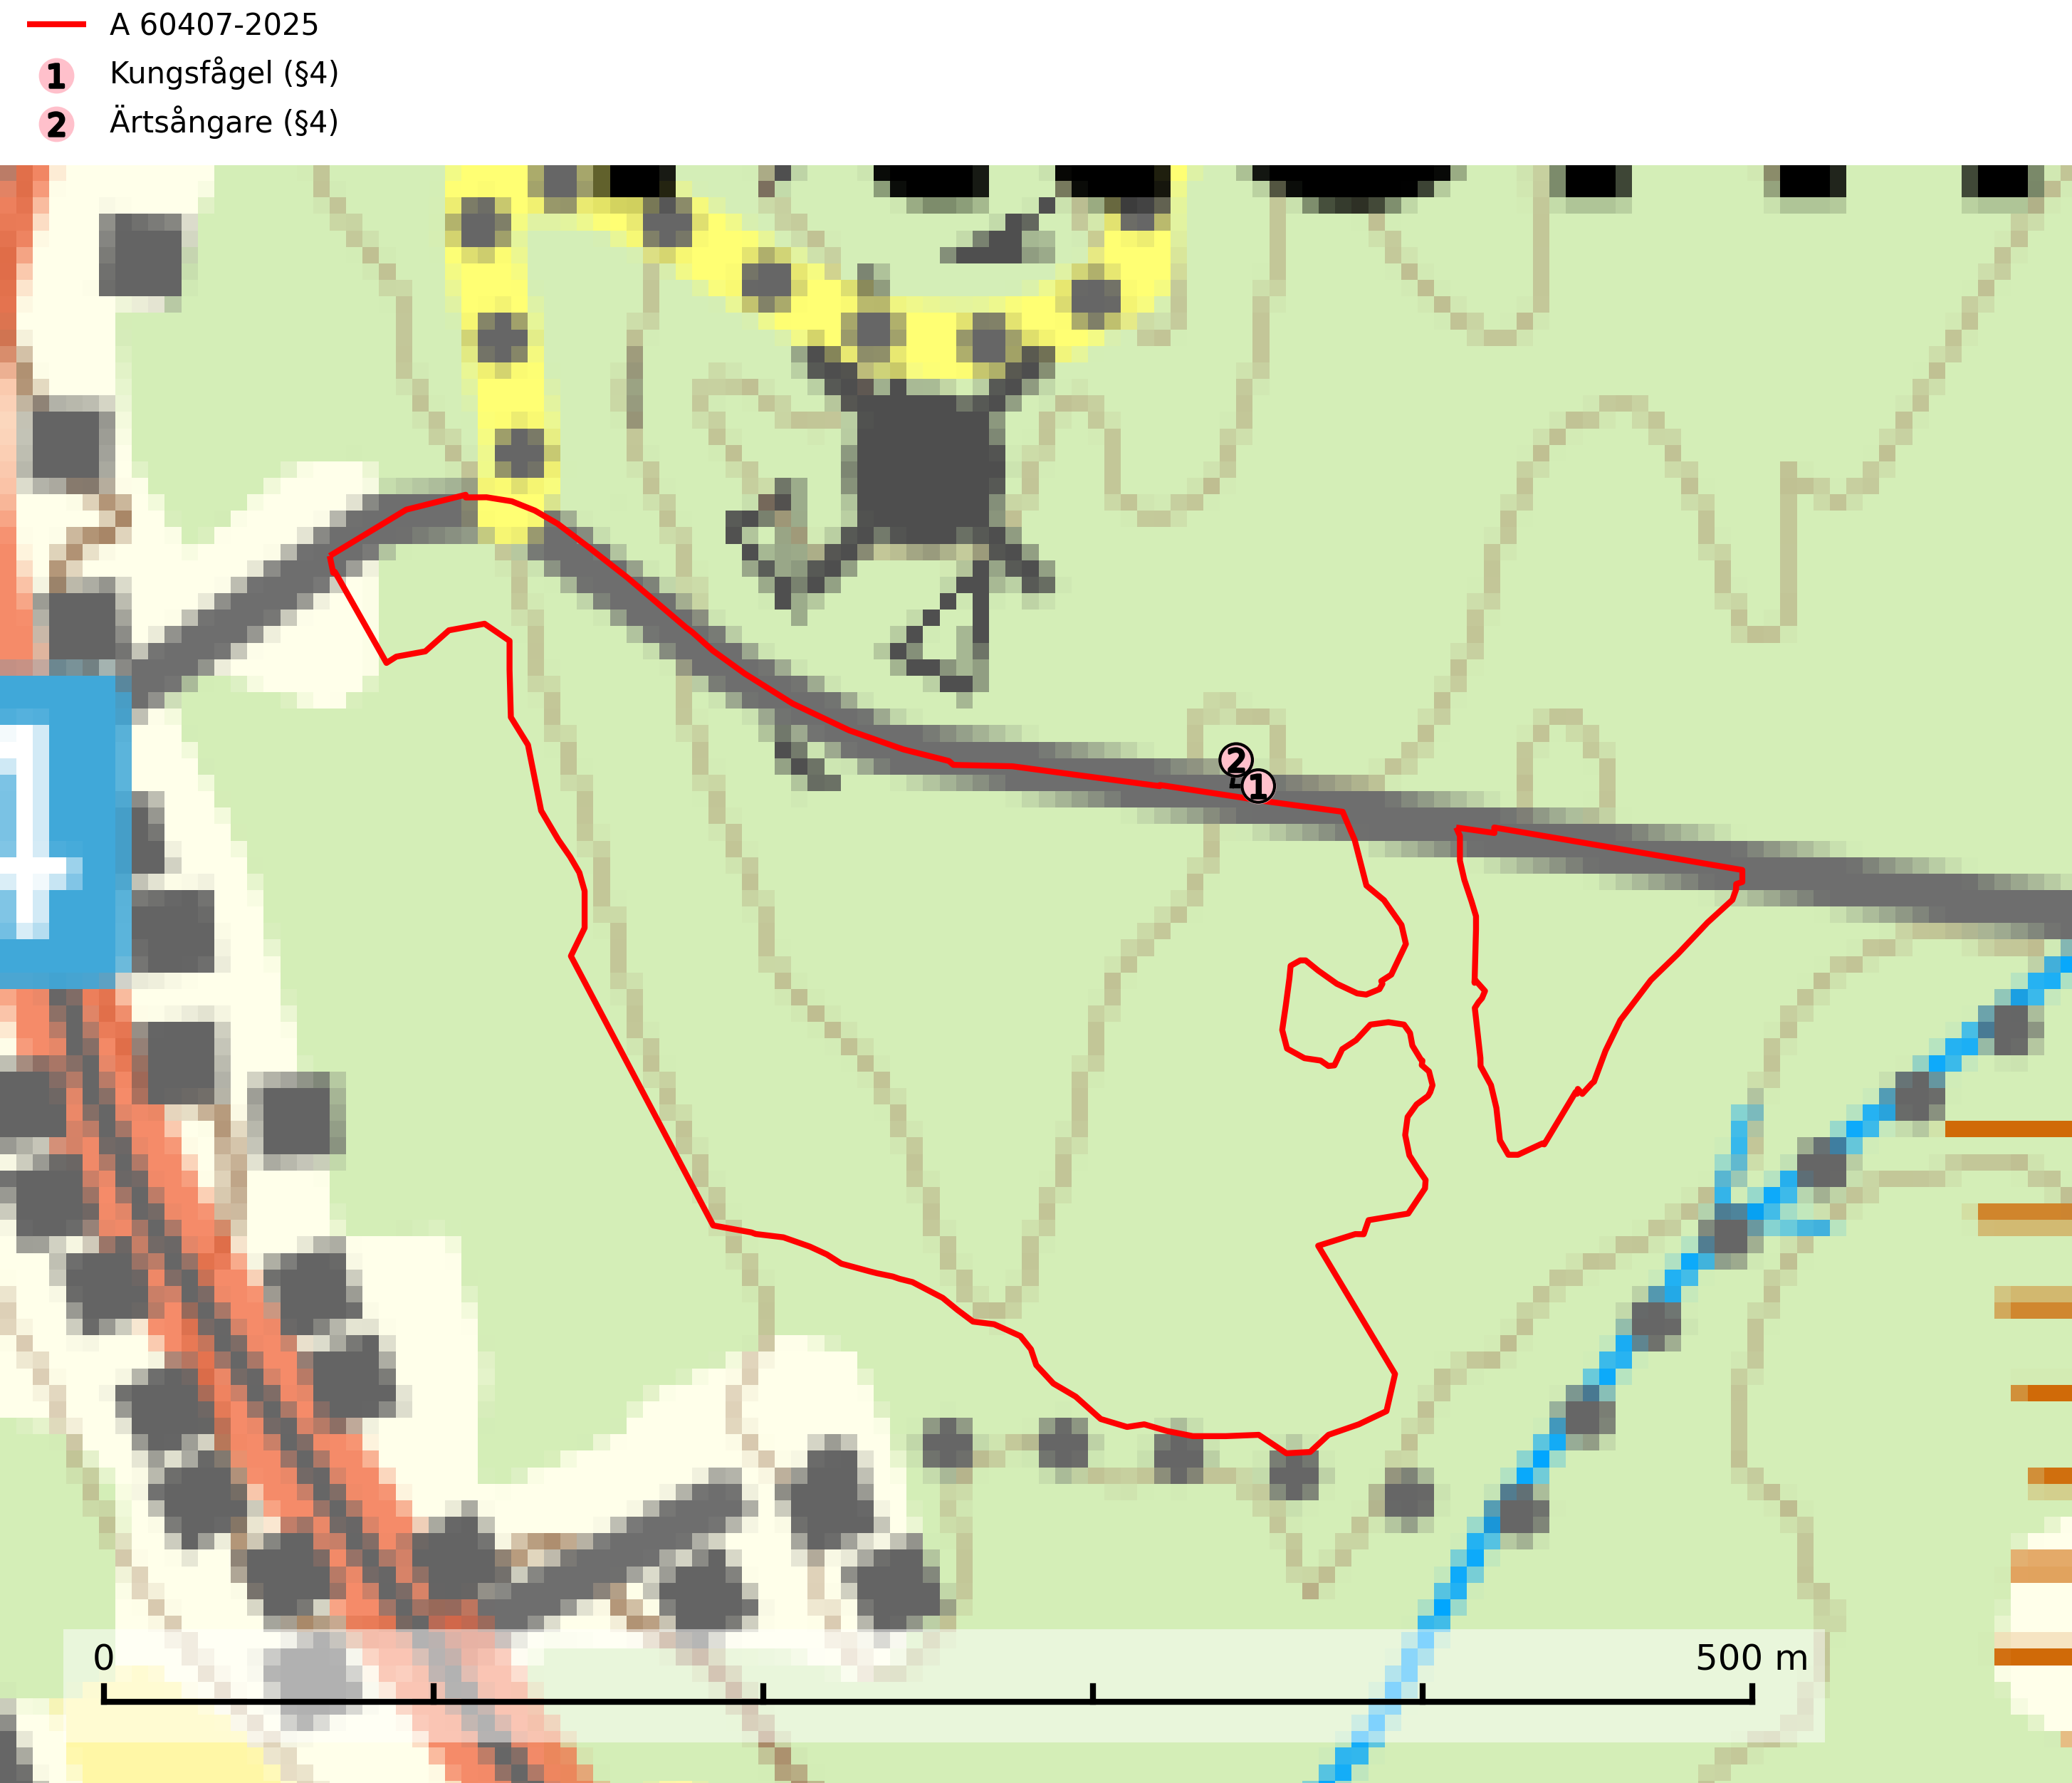 A 60407-2025
1 Kungsfågel (§4)
2 Ärtsångare (§4)
2
1
0 500 m